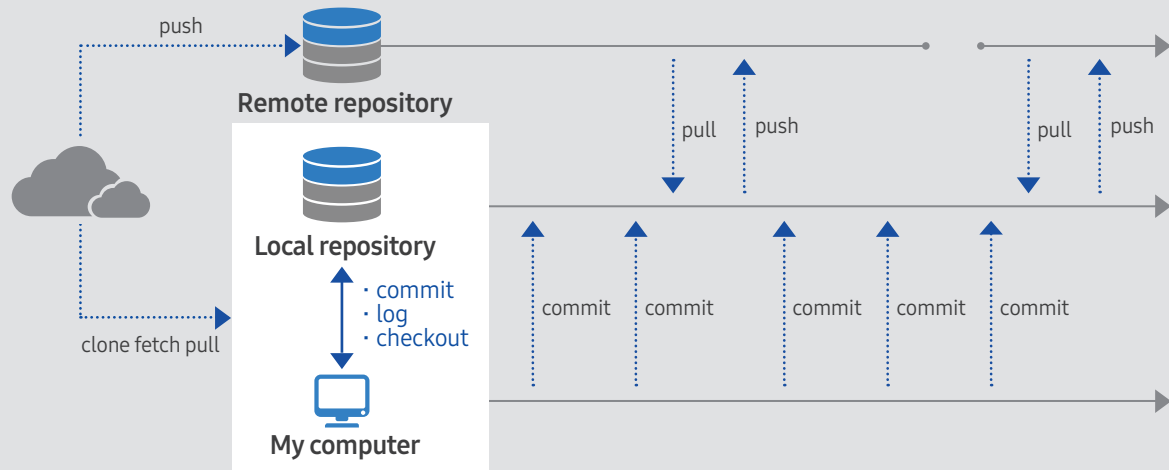 push
Remote repository
pull
push
pull
push
Local repository
· commit
· log
· checkout
clone fetch pull
commit
commit
commit
commit
commit
My computer